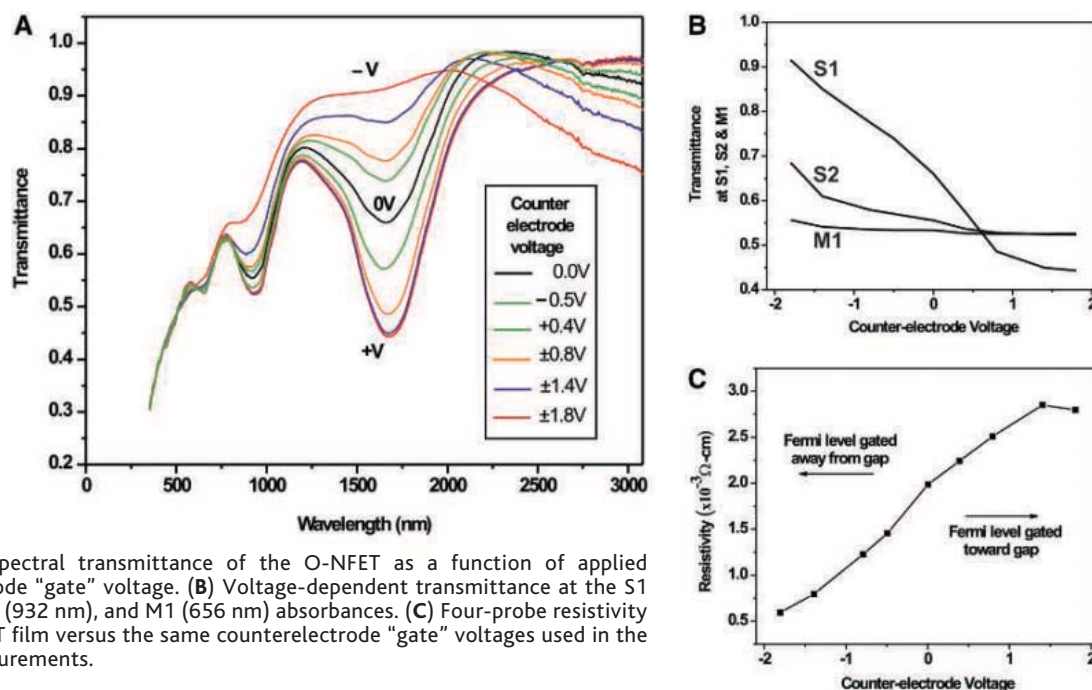 A
Transmittance
1.0
0.9
0.8
0.7
0.6
0.5
0.4
0.3
0.2
0 500 1000 1500 2000 2500 3000
Wavelength (nm)
–V
0V
+V
Counter
electrode
voltage
0.0V
–0.5V
+0.4V
±0.8V
±1.4V
±1.8V
pectral transmittance of the O-NFET as a function of applied
de “gate” voltage. (B) Voltage-dependent transmittance at the S1
(932 nm), and M1 (656 nm) absorbances. (C) Four-probe resistivity
T film versus the same counterelectrode “gate” voltages used in the
urements.
B
Transmittance
at S1, S2 & M1
1.0
0.9
0.8
0.7
0.6
0.5
0.4
S1
S2
M1
-2 -1 0 1 2
Counter-electrode Voltage
C
Resistivity (x10⁻³Ω-cm)
3.0
2.5
2.0
1.5
1.0
0.5
Fermi level gated
away from gap
Fermi level gated
toward gap
-2 -1 0 1 2
Counter-electrode Voltage